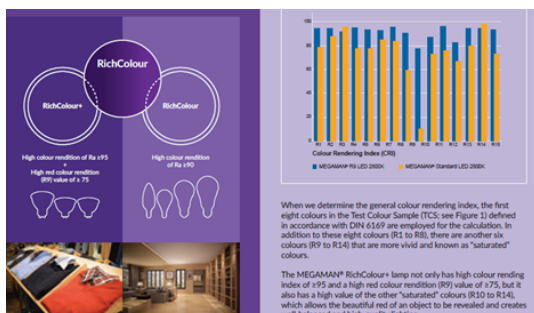 RichColour
RichColour+
RichColour
High colour rendition of Ra ≥95
+
High red colour rendition
(R9) value of ≥ 75
High colour rendition
of Ra ≥90
100
80
60
40
20
0
R1 R2 R3 R4 R5 R6 R7 R8 R9 R10 R11 R12 R13 R14 R15
Colour Rendering Index (CRI)
MEGAMAN® R9 LED 2800K
MEGAMAN® Standard LED 2800K
When we determine the general colour rendering index, the first
eight colours in the Test Colour Sample (TCS; see Figure 1) defined
in accordance with DIN 6169 are employed for the calculation. In
addition to these eight colours (R1 to R8), there are another six
colours (R9 to R14) that are more vivid and known as "saturated"
colours.
The MEGAMAN® RichColour+ lamp not only has high colour rending
index of ≥95 and a high red colour rendition (R9) value of ≥75, but it
also has a high value of the other "saturated" colours (R10 to R14),
which allows the beautiful red of an object to be revealed and creates